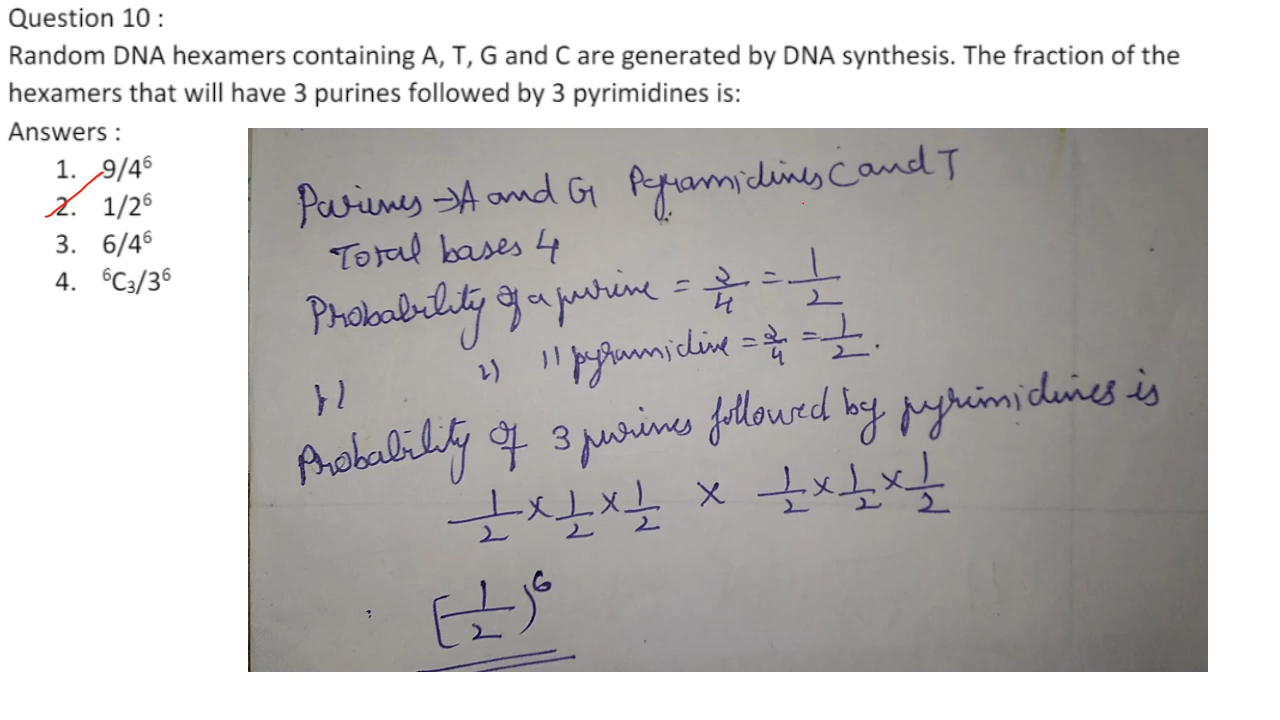 Question 10 :
Random DNA hexamers containing A, T, G and C are generated by DNA synthesis. The fraction of the
hexamers that will have 3 purines followed by 3 pyrimidines is:
Answers :
1. 9/4⁶
2. 1/2⁶
3. 6/4⁶
4. ⁶C₃/3⁶
Purines → A and G Pyramidines C and T
Total bases 4
Probability of a purine = 2/4 = 1/2
" " pyramidine = 2/4 = 1/2.
Probability of 3 purines followed by pyrimidines is
1/2 × 1/2 × 1/2 × 1/2 × 1/2 × 1/2
[1/2)⁶